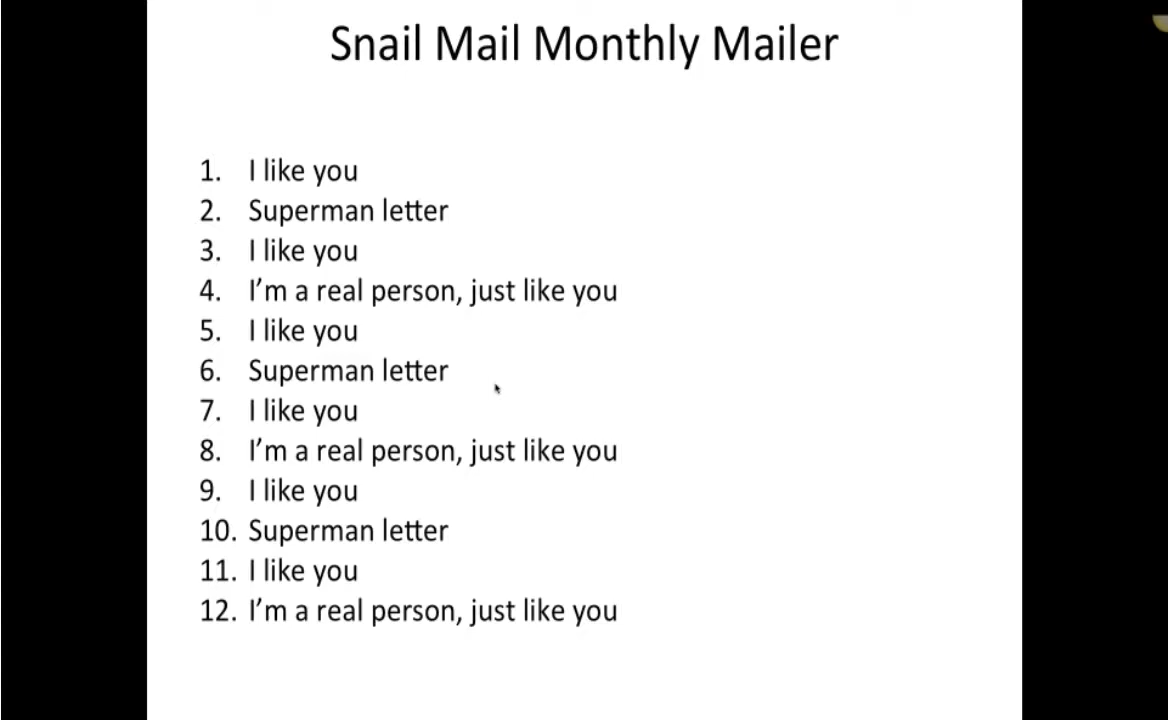 Snail Mail Monthly Mailer
1. I like you
2. Superman letter
3. I like you
4. I’m a real person, just like you
5. I like you
6. Superman letter
7. I like you
8. I’m a real person, just like you
9. I like you
10. Superman letter
11. I like you
12. I’m a real person, just like you